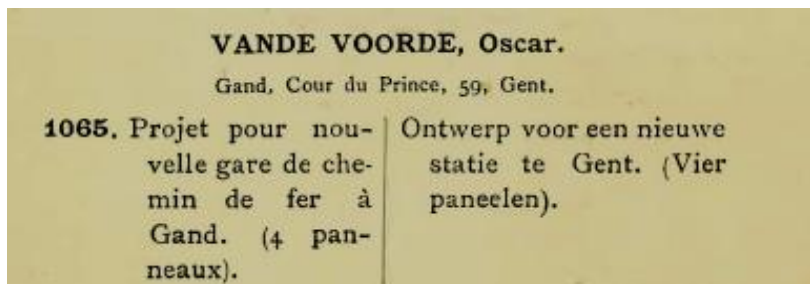 VANDE VOORDE, Oscar.
Gand, Cour du Prince, 59, Gent.
1065. Projet pour nou-
velle gare de che-
min de fer à
Gand. (4 pan-
neaux).
Ontwerp voor een nieuwe
statie te Gent. (Vier
paneelen).